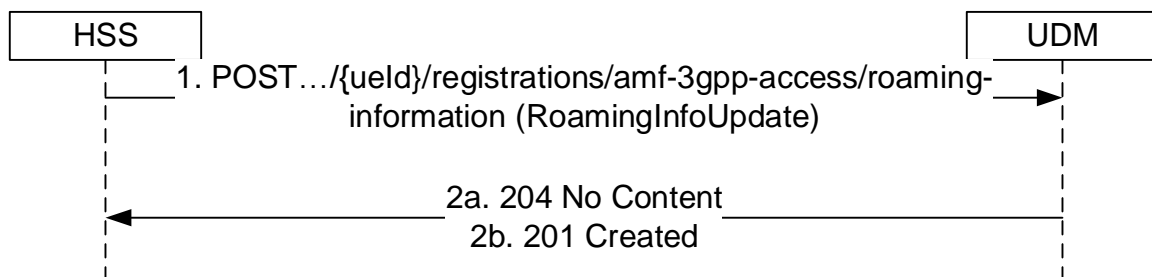 HSS
UDM
1. POST…/{ueId}/registrations/amf-3gpp-access/roaming-
information (RoamingInfoUpdate)
2a. 204 No Content
2b. 201 Created